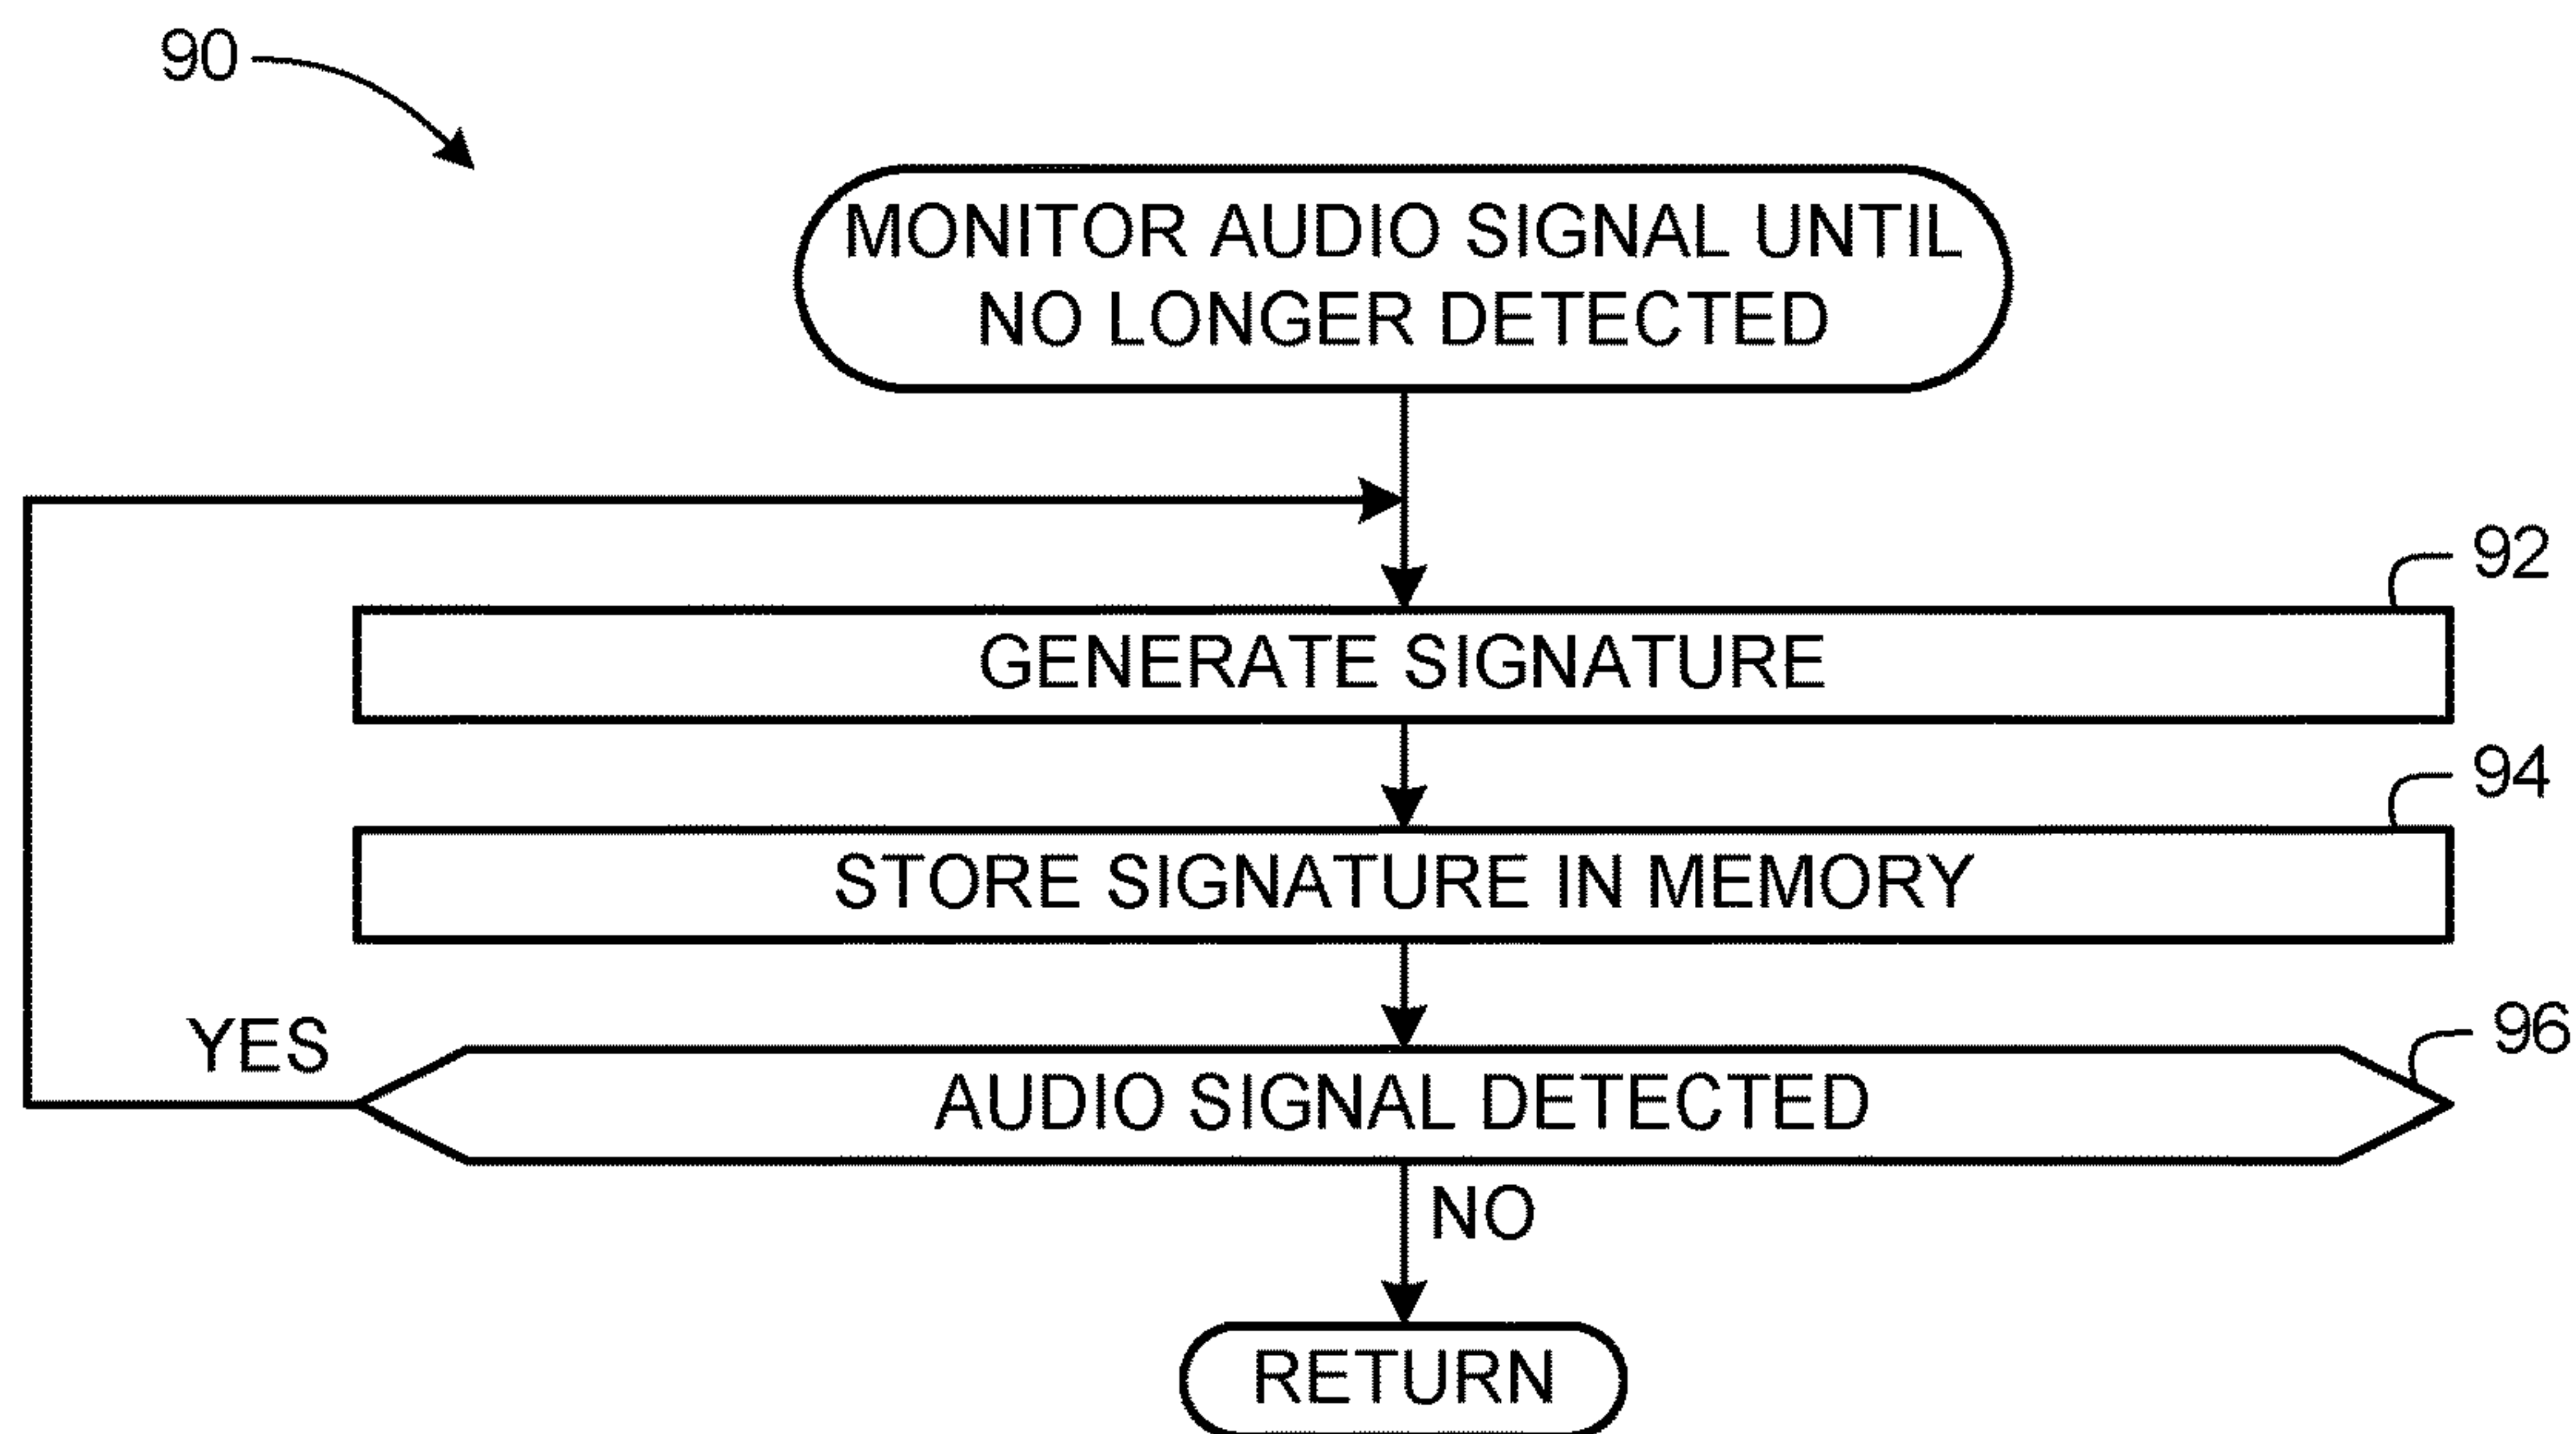 90
MONITOR AUDIO SIGNAL UNTIL
NO LONGER DETECTED
92
GENERATE SIGNATURE
94
STORE SIGNATURE IN MEMORY
96
YES
AUDIO SIGNAL DETECTED
NO
RETURN